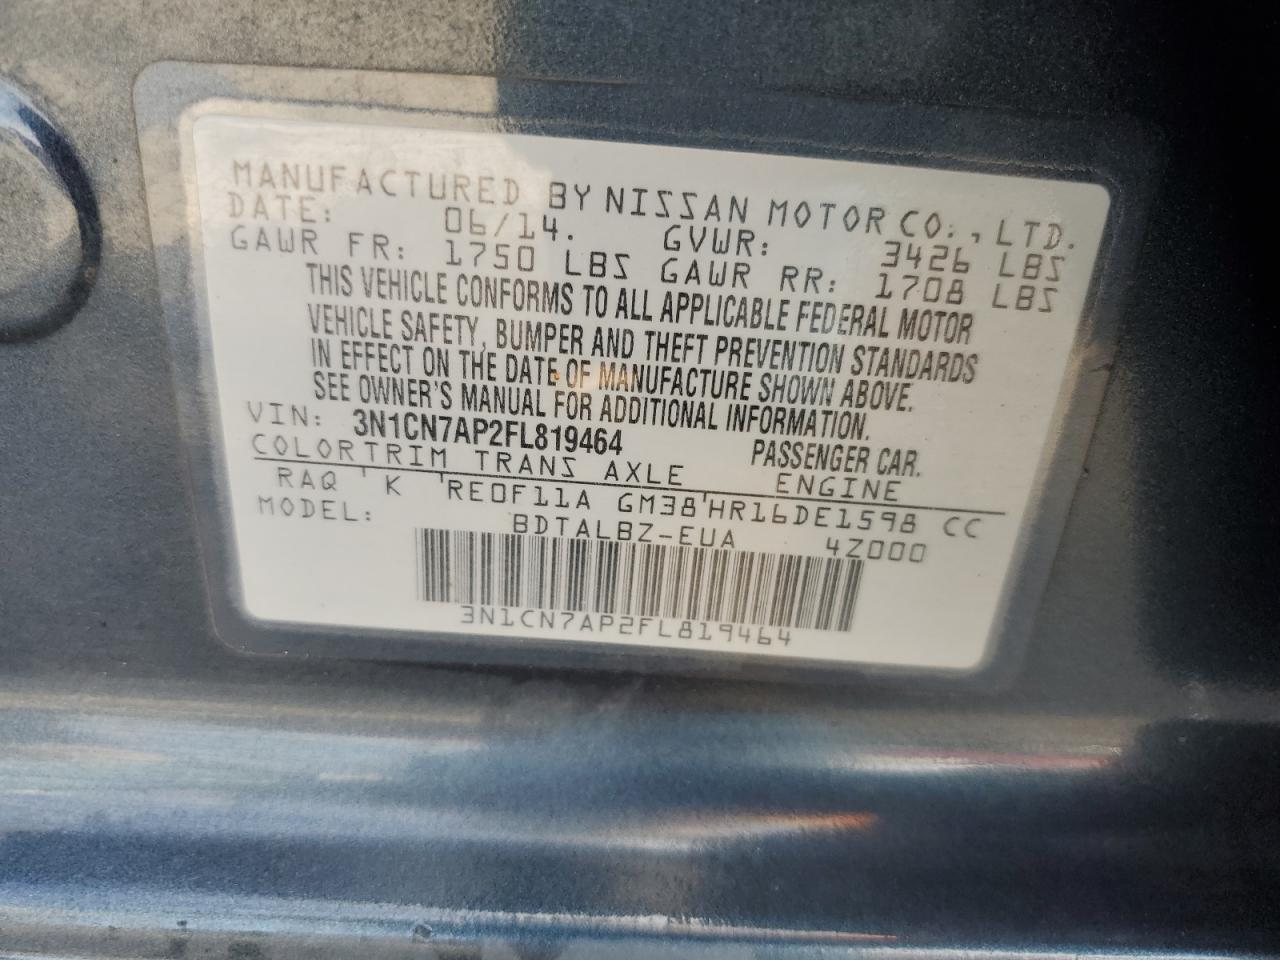 MANUFACTURED BY NISSAN MOTOR CO., LTD.
DATE: 06/14. GVWR: 3426 LBS
GAWR FR: 1750 LBS GAWR RR: 1708 LBS
THIS VEHICLE CONFORMS TO ALL APPLICABLE FEDERAL MOTOR
VEHICLE SAFETY, BUMPER AND THEFT PREVENTION STANDARDS
IN EFFECT ON THE DATE OF MANUFACTURE SHOWN ABOVE.
SEE OWNER'S MANUAL FOR ADDITIONAL INFORMATION.
VIN: 3N1CN7AP2FL819464 PASSENGER CAR.
COLORTRIM TRANS AXLE ENGINE
RAQ ' K 'RE0F11A GM38'HR16DE1598 CC
MODEL: BDTALBZ-EUA 4Z000
3N1CN7AP2FL819464